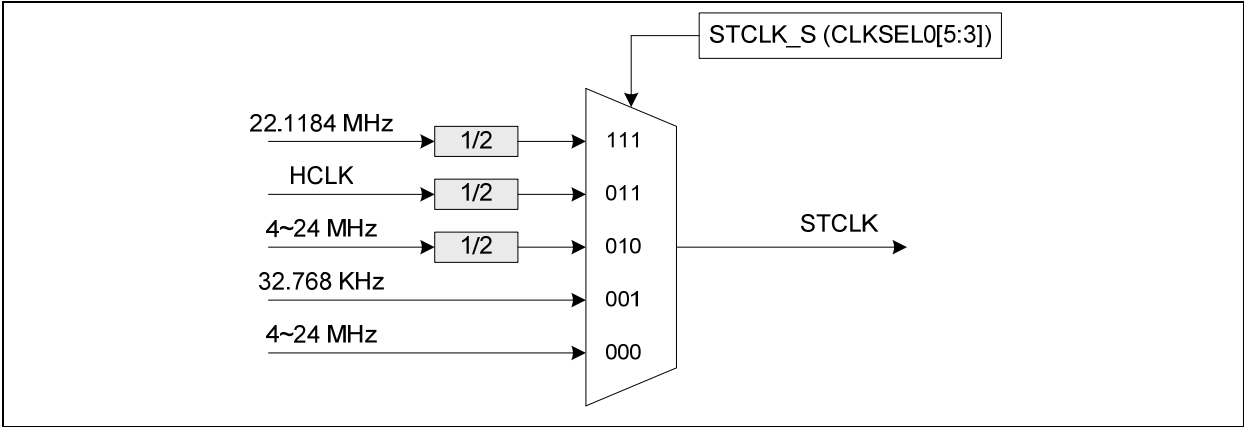 STCLK_S (CLKSEL0[5:3])
22.1184 MHz
1/2
111
HCLK
1/2
011
4~24 MHz
1/2
010
STCLK
32.768 KHz
001
4~24 MHz
000